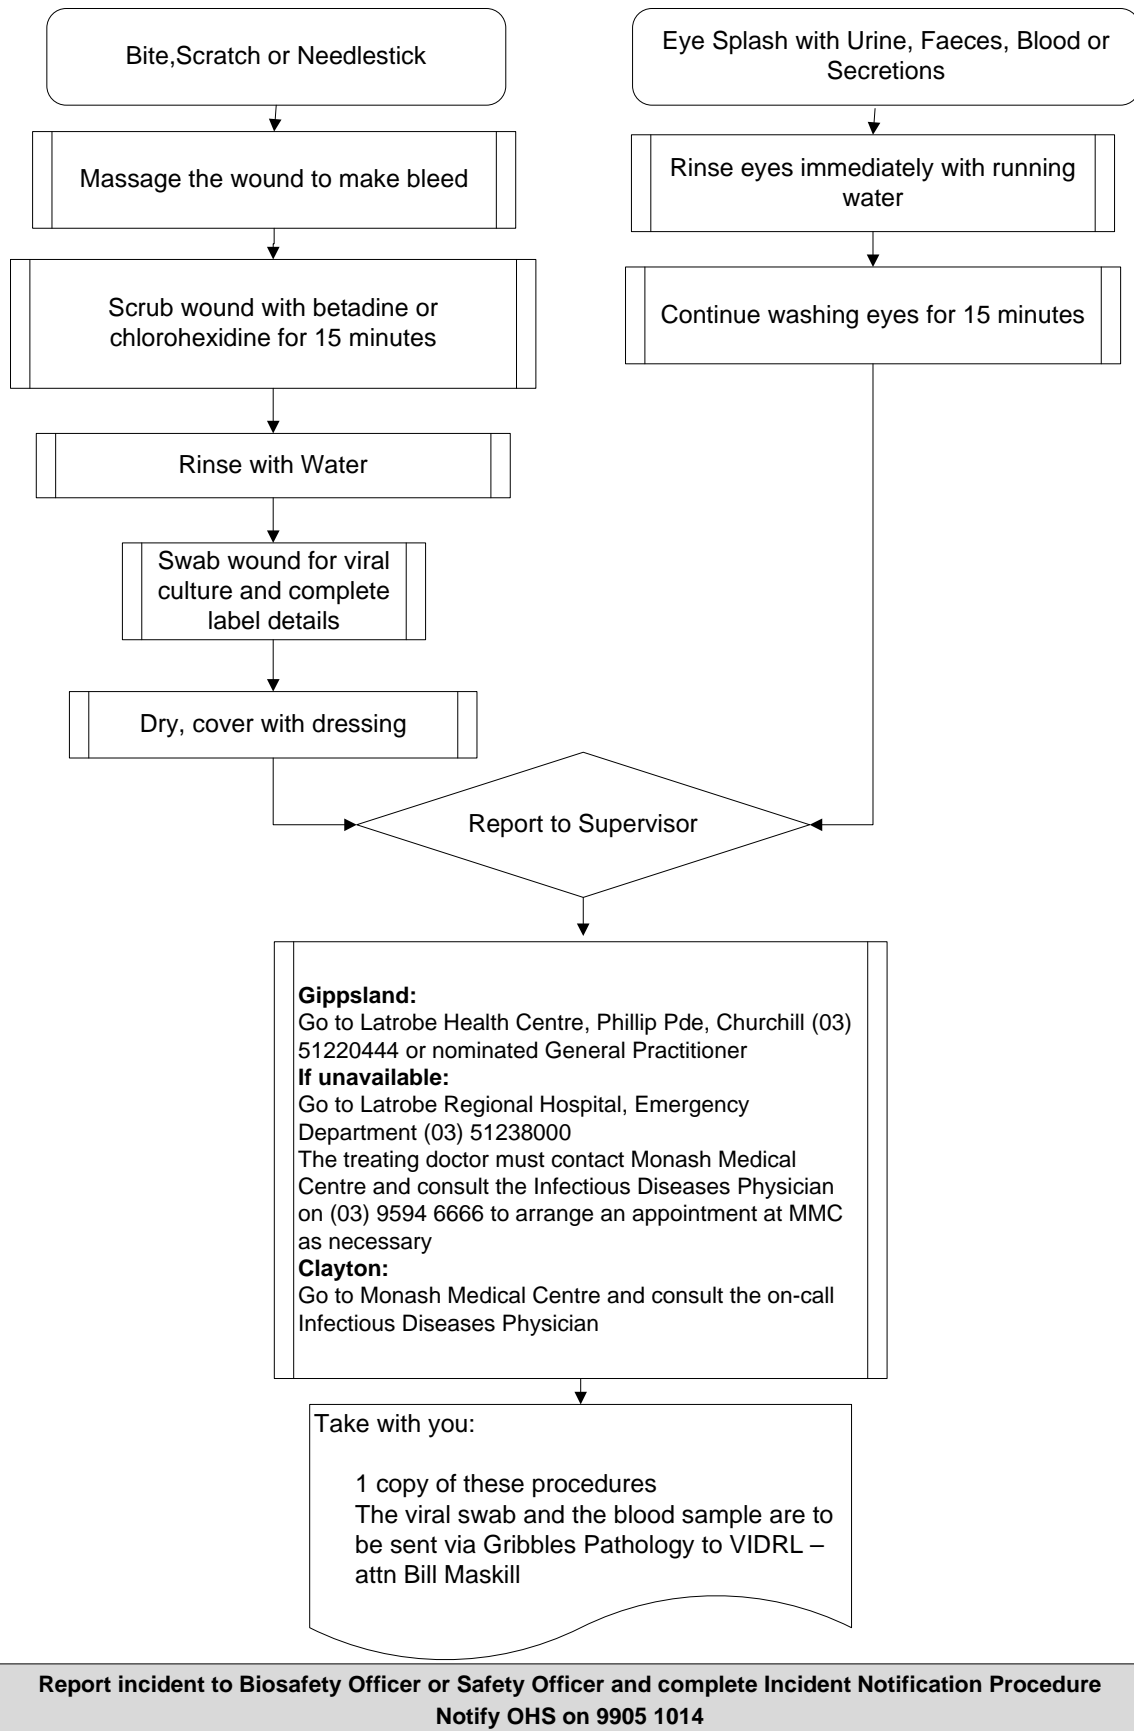 Bite,Scratch or Needlestick
Massage the wound to make bleed
Scrub wound with betadine or
chlorohexidine for 15 minutes
Rinse with Water
Swab wound for viral
culture and complete
label details
Dry, cover with dressing
Eye Splash with Urine, Faeces, Blood or
Secretions
Rinse eyes immediately with running
water
Continue washing eyes for 15 minutes
Report to Supervisor
Gippsland:
Go to Latrobe Health Centre, Phillip Pde, Churchill (03)
51220444 or nominated General Practitioner
If unavailable:
Go to Latrobe Regional Hospital, Emergency
Department (03) 51238000
The treating doctor must contact Monash Medical
Centre and consult the Infectious Diseases Physician
on (03) 9594 6666 to arrange an appointment at MMC
as necessary
Clayton:
Go to Monash Medical Centre and consult the on-call
Infectious Diseases Physician
Take with you:
1 copy of these procedures
The viral swab and the blood sample are to
be sent via Gribbles Pathology to VIDRL –
attn Bill Maskill
Report incident to Biosafety Officer or Safety Officer and complete Incident Notification Procedure
Notify OHS on 9905 1014